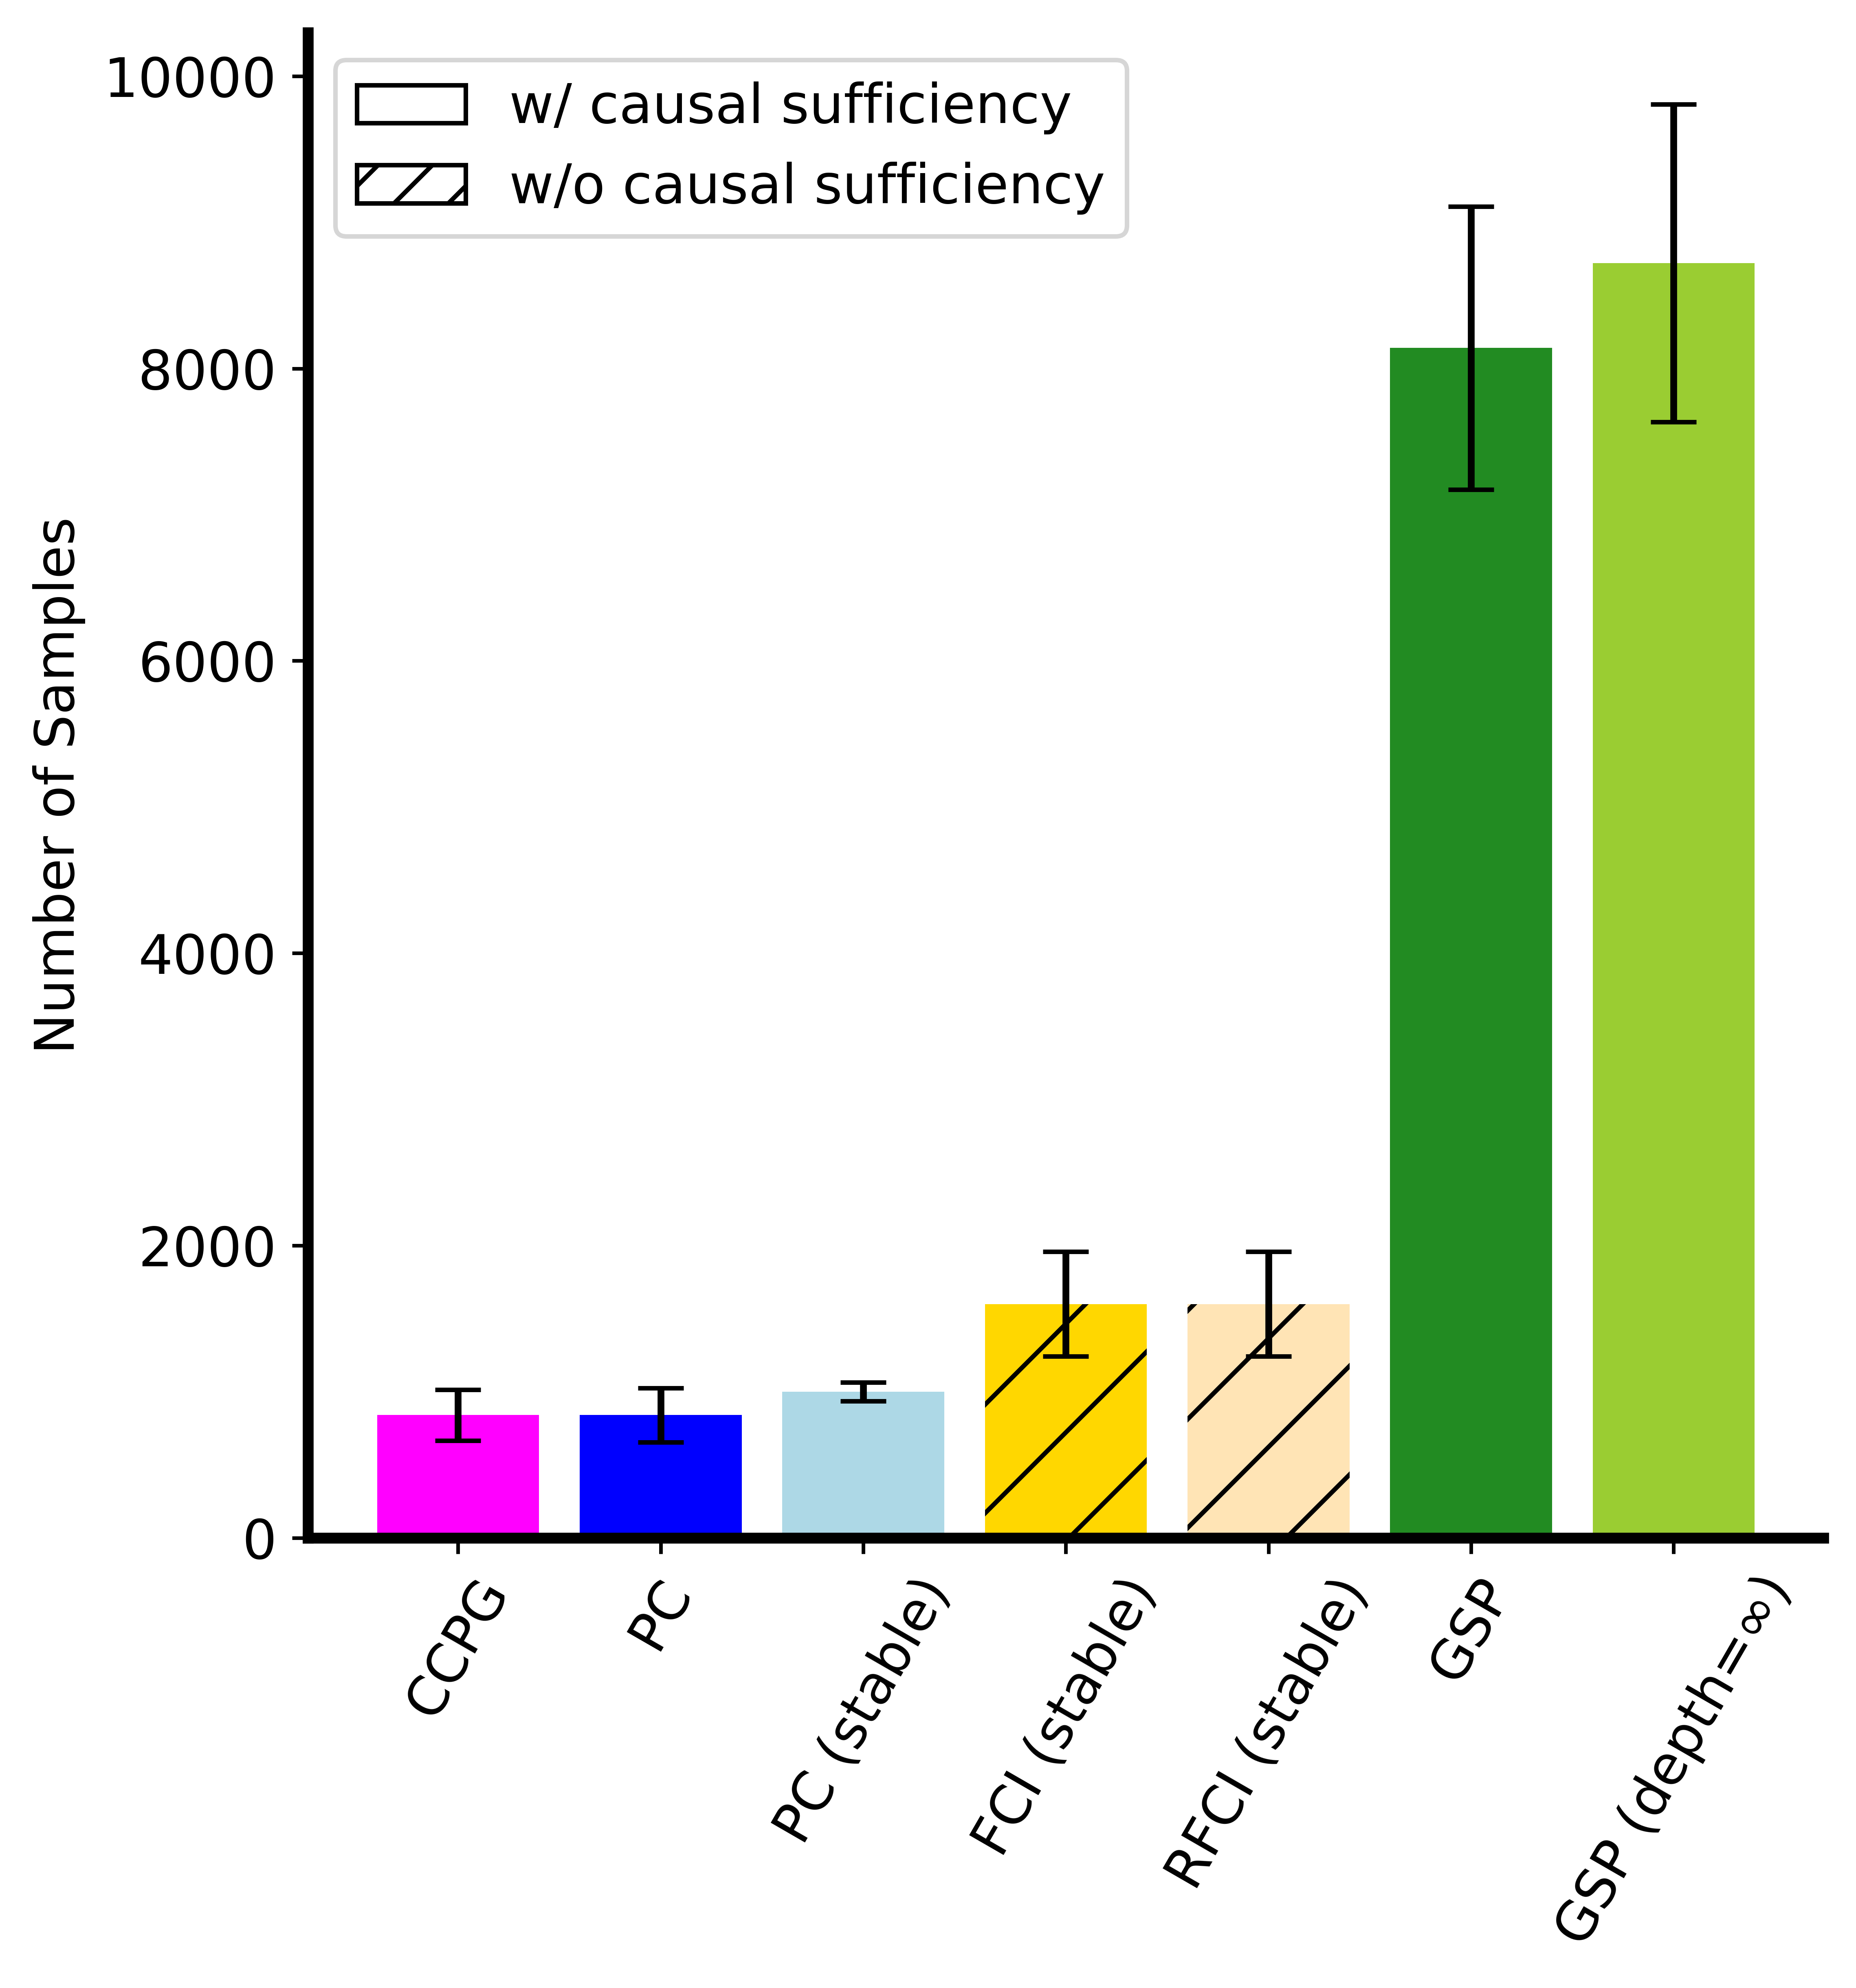 10000
8000
6000
4000
2000
0
Number of Samples
w/ causal sufficiency
w/o causal sufficiency
CCPG
PC
PC (stable)
FCI (stable)
RFCI (stable)
GSP
GSP (depth=∞)